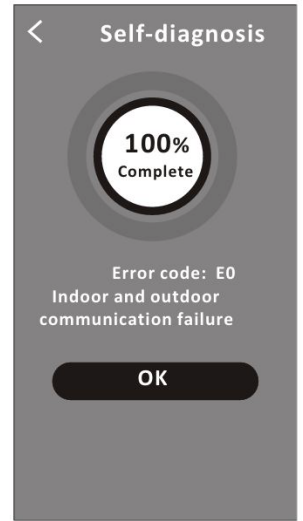 Self-diagnosis
100%
Complete
Error code: E0
Indoor and outdoor
communication failure
OK